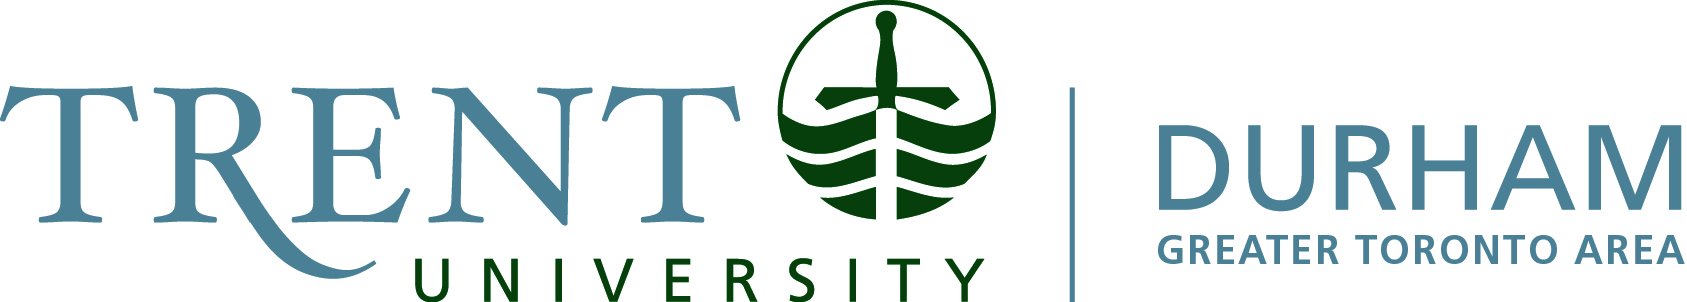 TRENT
UNIVERSITY
DURHAM
GREATER TORONTO AREA